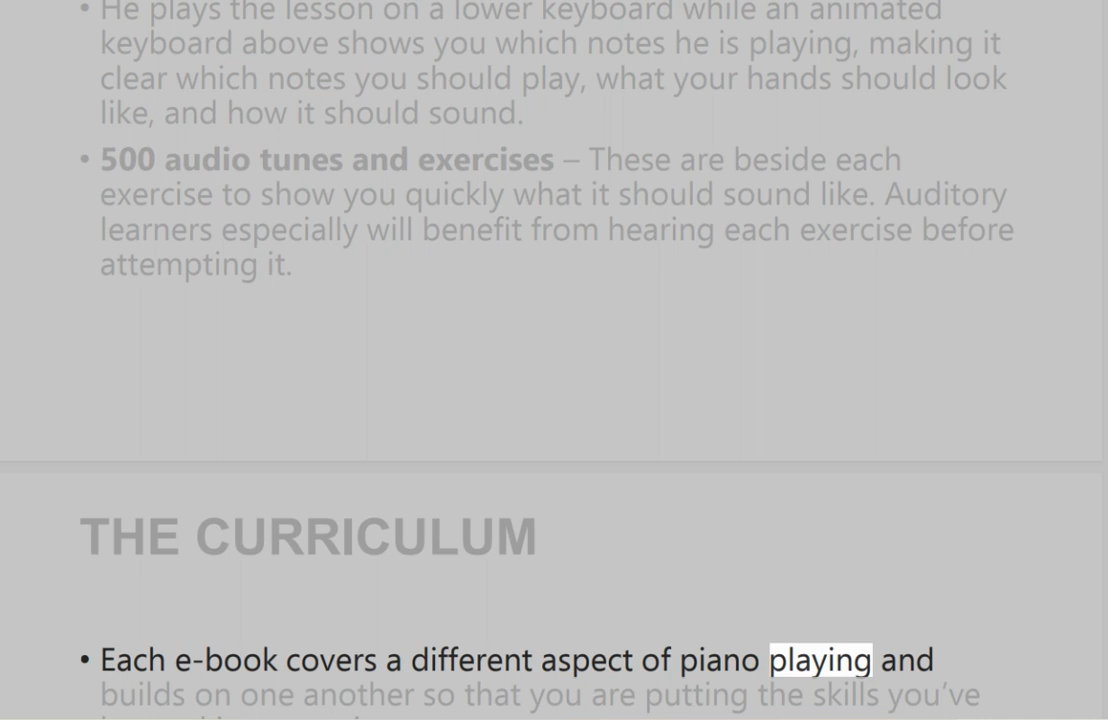 • He plays the lesson on a lower keyboard while an animated
keyboard above shows you which notes he is playing, making it
clear which notes you should play, what your hands should look
like, and how it should sound.
• 500 audio tunes and exercises – These are beside each
exercise to show you quickly what it should sound like. Auditory
learners especially will benefit from hearing each exercise before
attempting it.
THE CURRICULUM
• Each e-book covers a different aspect of piano playing and
builds on one another so that you are putting the skills you’ve